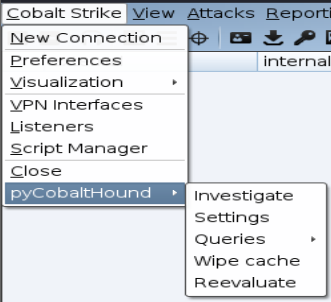 Cobalt Strike View Attacks Reporti
New Connection
Preferences
Visualization
VPN Interfaces
Listeners
Script Manager
Close
pyCobaltHound
internal
Investigate
Settings
Queries
Wipe cache
Reevaluate